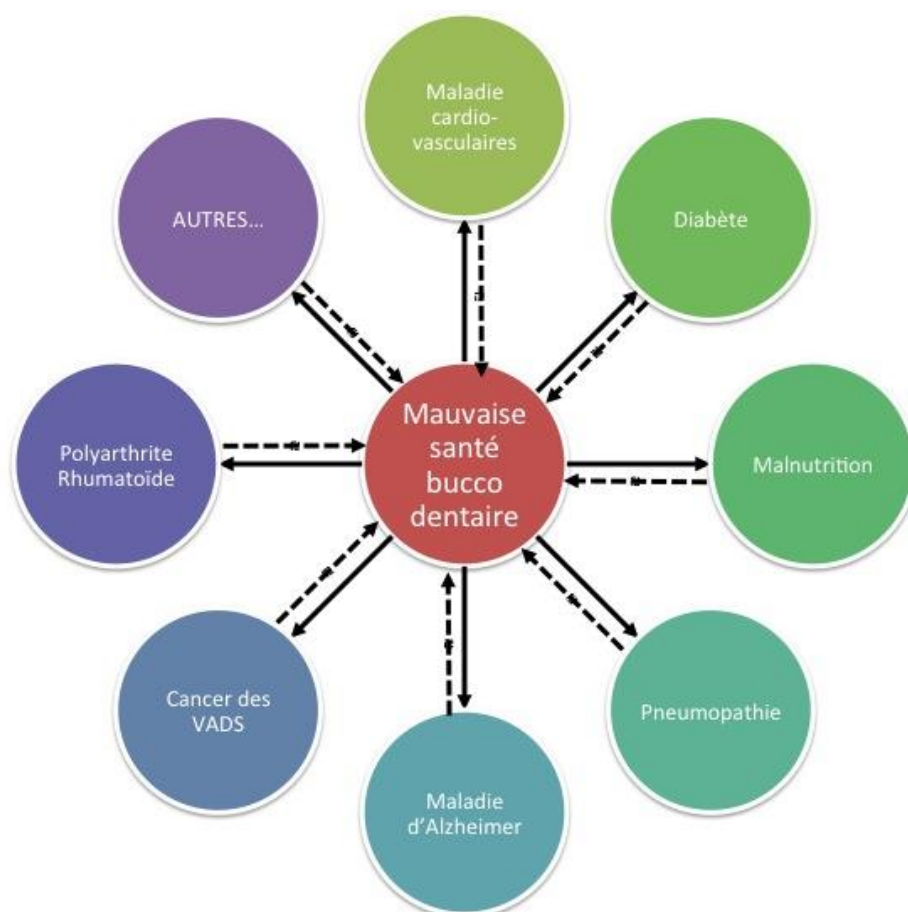 Maladie
cardio-
vasculaires
Diabète
Malnutrition
Pneumopathie
Maladie
d’Alzheimer
Cancer des
VADS
Polyarthrite
Rhumatoïde
AUTRES...
Mauvaise
santé
bucco
dentaire